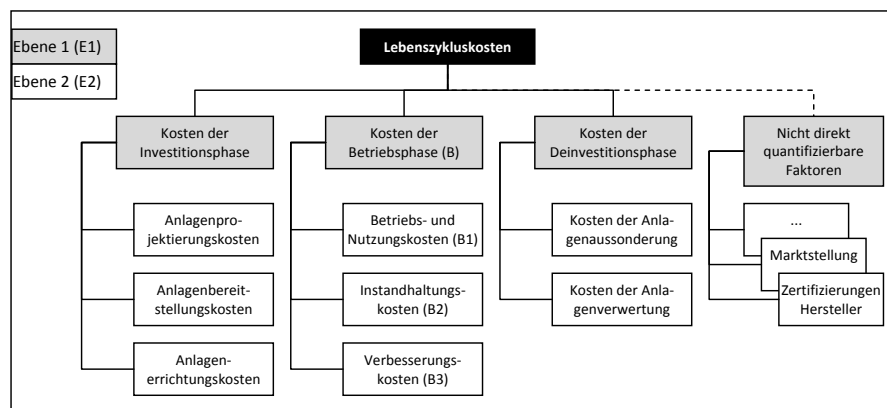 Ebene 1 (E1)
Ebene 2 (E2)
Lebenszykluskosten
Kosten der
Investitionsphase
Anlagenpro-
jektierungskosten
Anlagenbereit-
stellungskosten
Anlagen-
errichtungskosten
Kosten der
Betriebsphase (B)
Betriebs- und
Nutzungskosten (B1)
Instandhaltungs-
kosten (B2)
Verbesserungs-
kosten (B3)
Kosten der
Deinvestitionsphase
Kosten der Anla-
genaussonderung
Kosten der Anla-
genverwertung
Nicht direkt
quantifizierbare
Faktoren
...
Marktstellung
Zertifizierungen
Hersteller